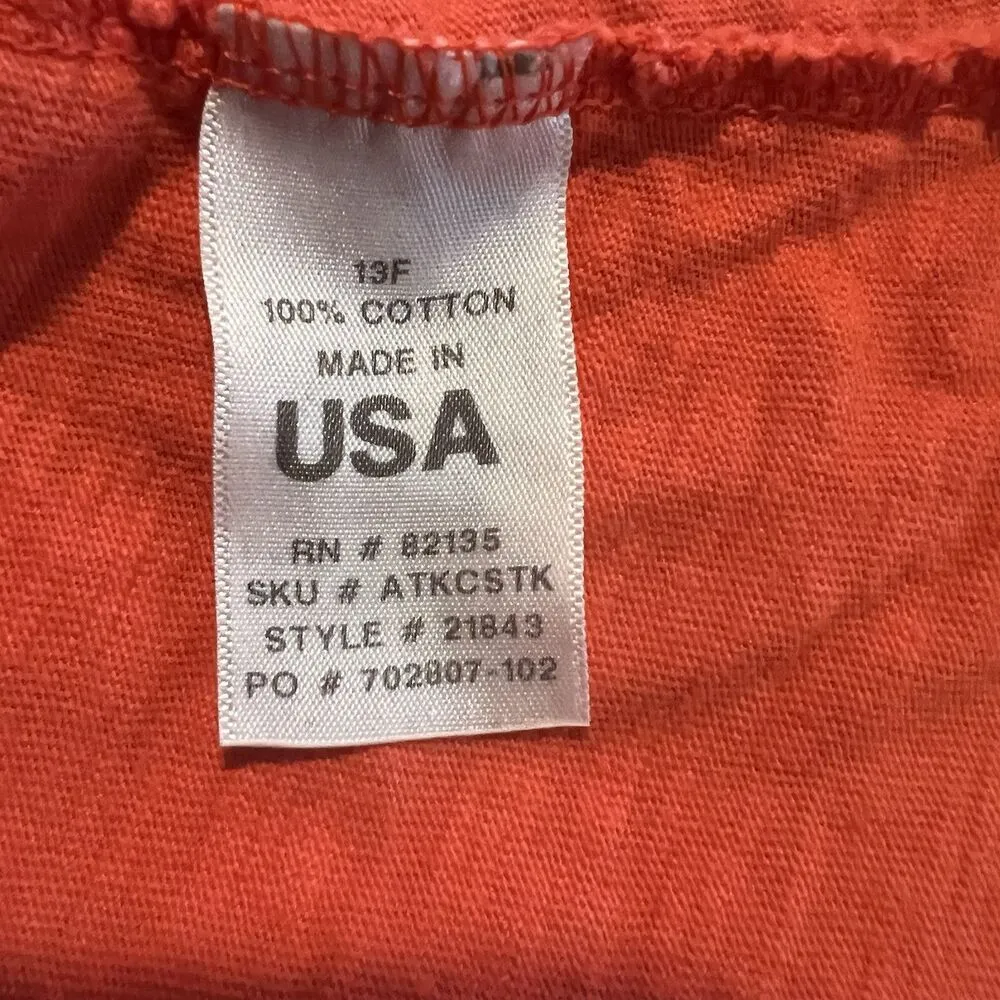 13F
100% COTTON
MADE IN
USA
RN # 82135
SKU # ATKCSTK
STYLE # 21843
PO # 702807-102